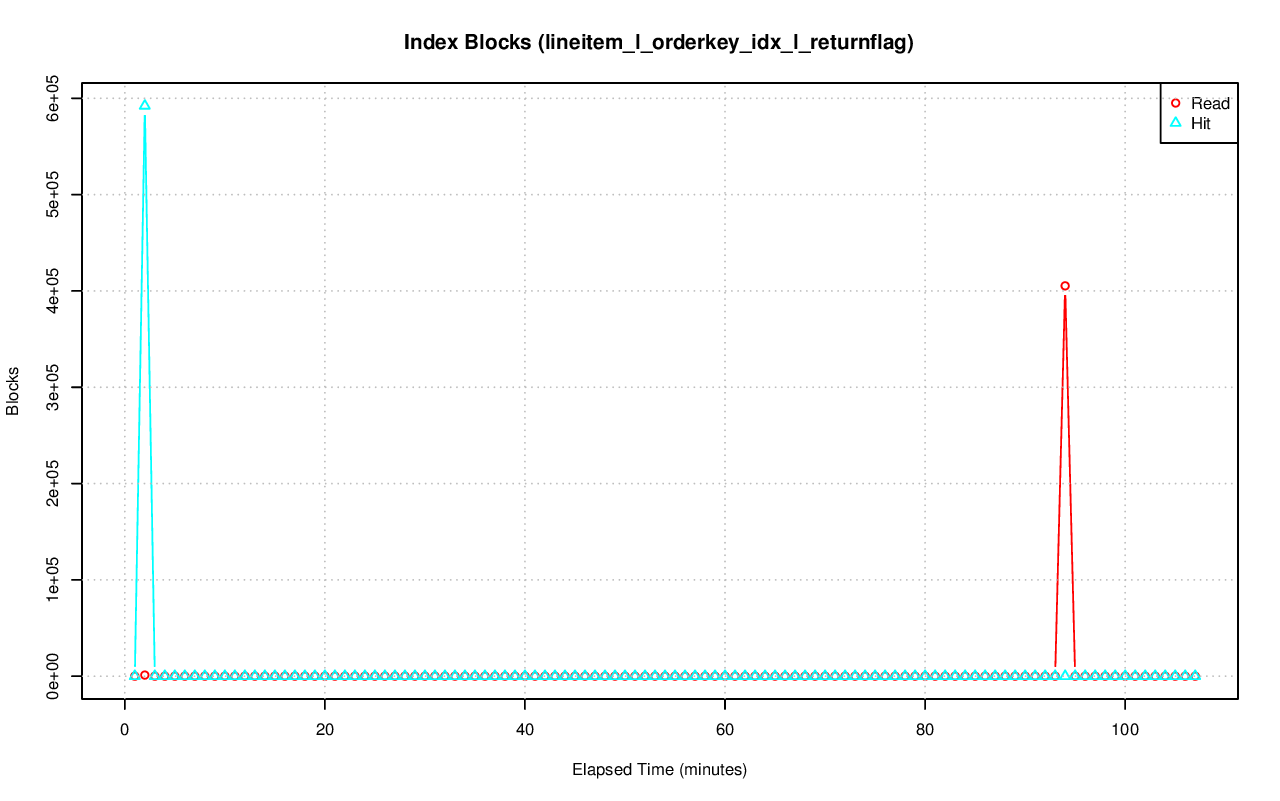 Index Blocks (lineitem_l_orderkey_idx_l_returnflag)
Read
Hit
Blocks
6e+05
5e+05
4e+05
3e+05
2e+05
1e+05
0e+00
0 20 40 60 80 100
Elapsed Time (minutes)